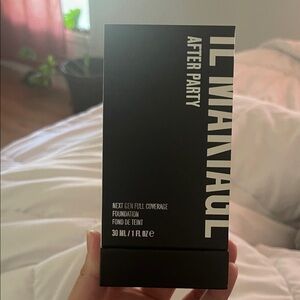 IL MAKIAGE
AFTER PARTY
NEXT GEN FULL COVERAGE
FOUNDATION
FOND DE TEINT
30 ML / 1 FL OZ e